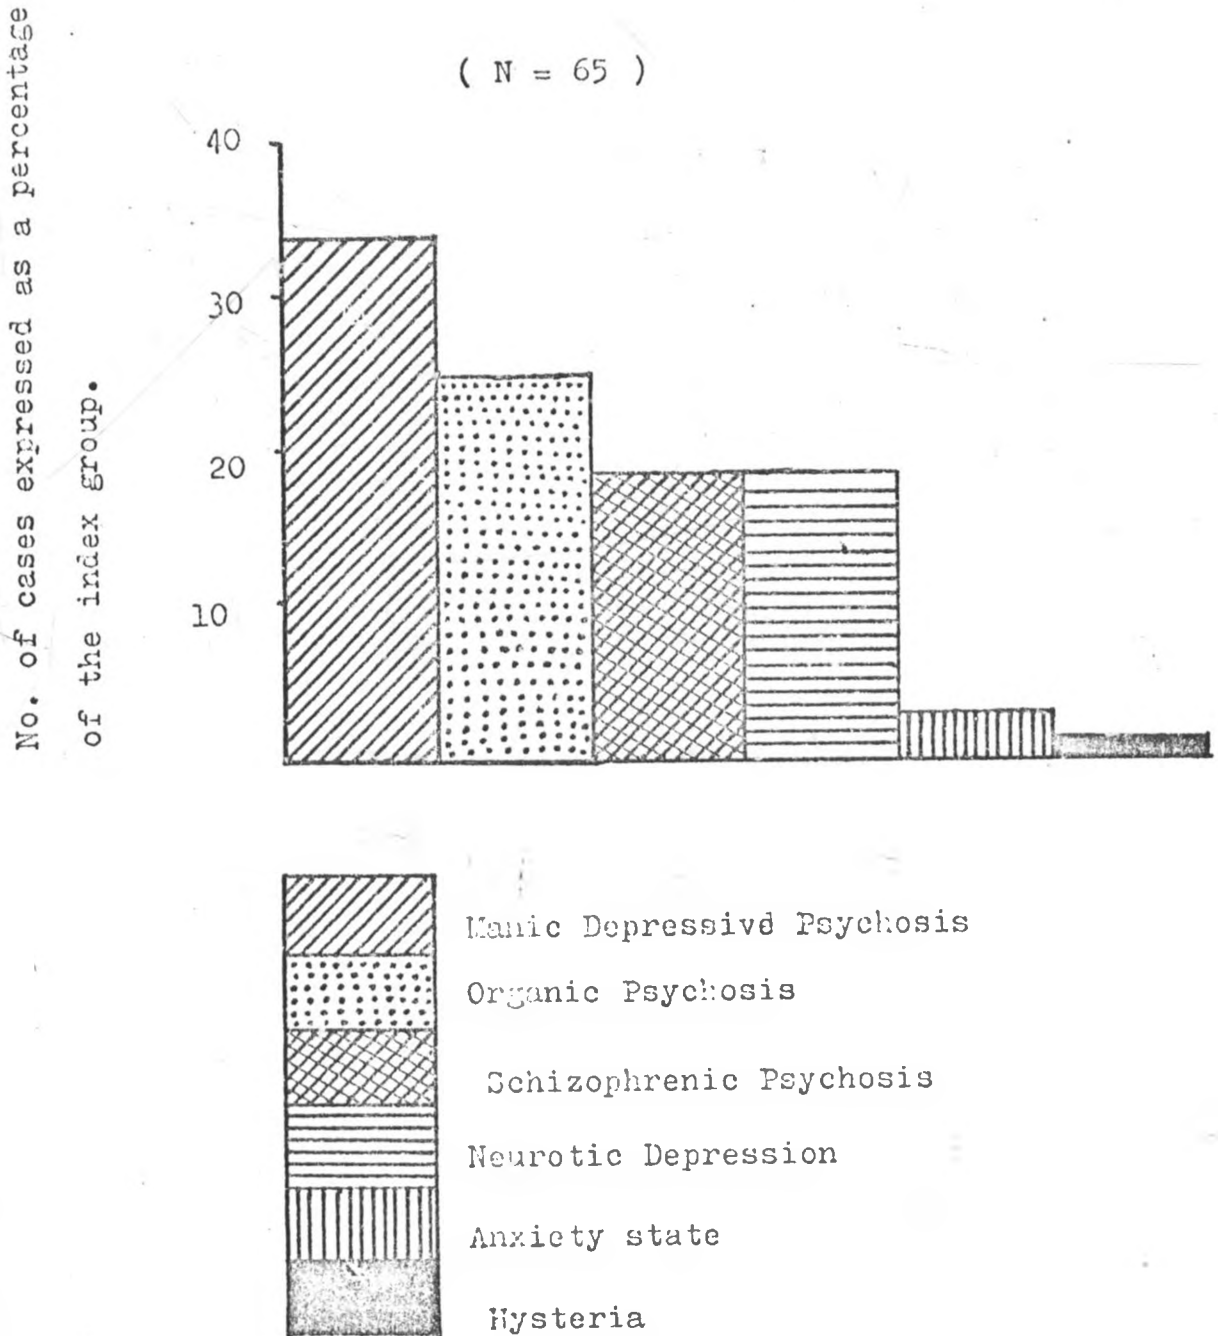 No. of cases expressed as a percentage
of the index group.
( N = 65 )
40
30
20
10
Manic Depressivd Psychosis
Organic Psychosis
Schizophrenic Psychosis
Neurotic Depression
Anxiety state
Hysteria